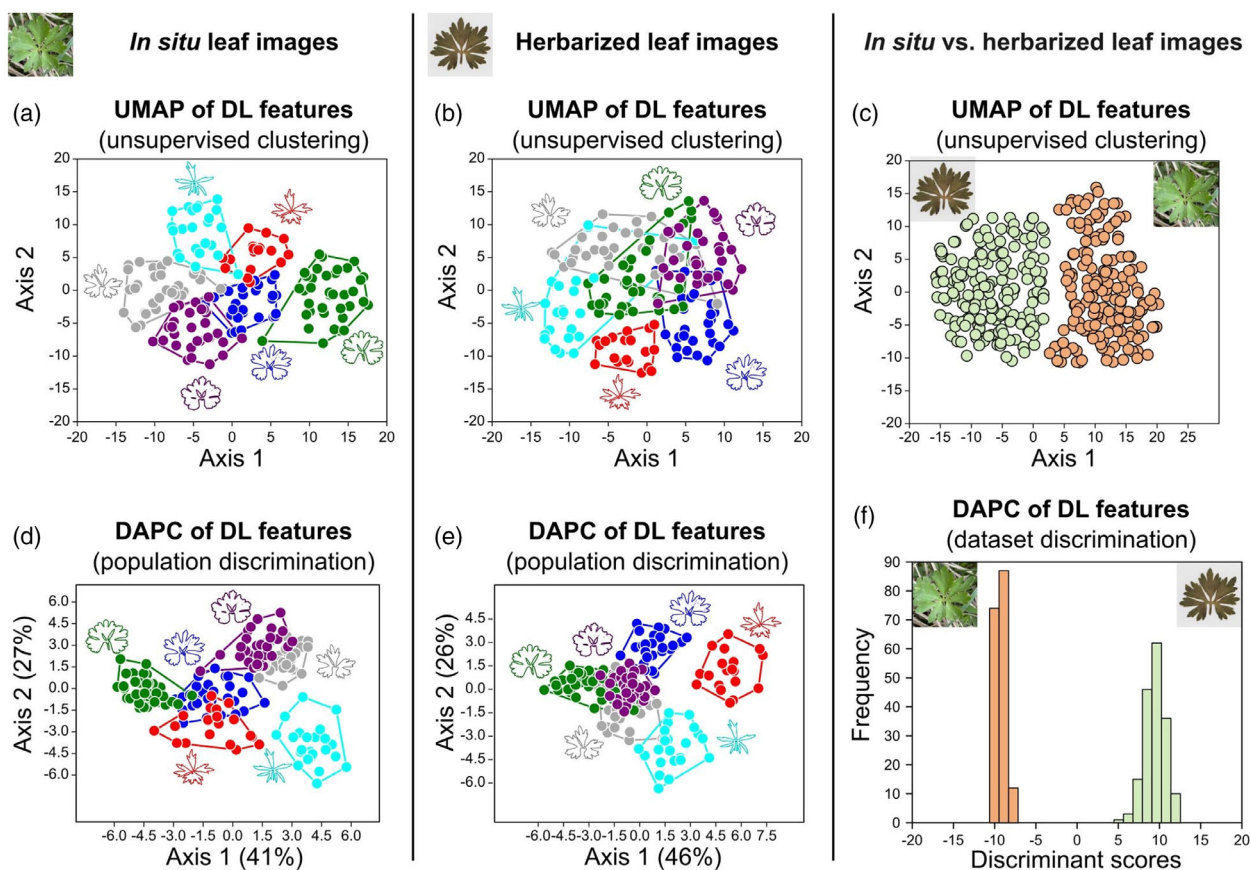 In situ leaf images
Herbarized leaf images
In situ vs. herbarized leaf images
(a)
UMAP of DL features
(unsupervised clustering)
20
15
10
5
0
-5
-10
-15
-20
Axis 2
-20 -15 -10 -5 0 5 10 15 20
Axis 1
(b)
UMAP of DL features
(unsupervised clustering)
20
15
10
5
0
-5
-10
-15
-20
Axis 2
-20 -15 -10 -5 0 5 10 15 20
Axis 1
(c)
UMAP of DL features
(unsupervised clustering)
20
15
10
5
0
-5
-10
-15
-20
Axis 2
-20 -15 -10 -5 0 5 10 15 20 25
Axis 1
(d)
DAPC of DL features
(population discrimination)
6.0
4.5
3.0
1.5
0.0
-1.5
-3.0
-4.5
-6.0
Axis 2 (27%)
-6.0 -4.5 -3.0 -1.5 0.0 1.5 3.0 4.5 6.0
Axis 1 (41%)
(e)
DAPC of DL features
(population discrimination)
4.5
3.0
1.5
0.0
-1.5
-3.0
-4.5
-6.0
Axis 2 (26%)
-6.0 -4.5 -3.0 -1.5 0.0 1.5 3.0 4.5 6.0 7.5
Axis 1 (46%)
(f)
DAPC of DL features
(dataset discrimination)
90
80
70
60
50
40
30
20
10
0
Frequency
-20 -15 -10 -5 0 5 10 15 20
Discriminant scores